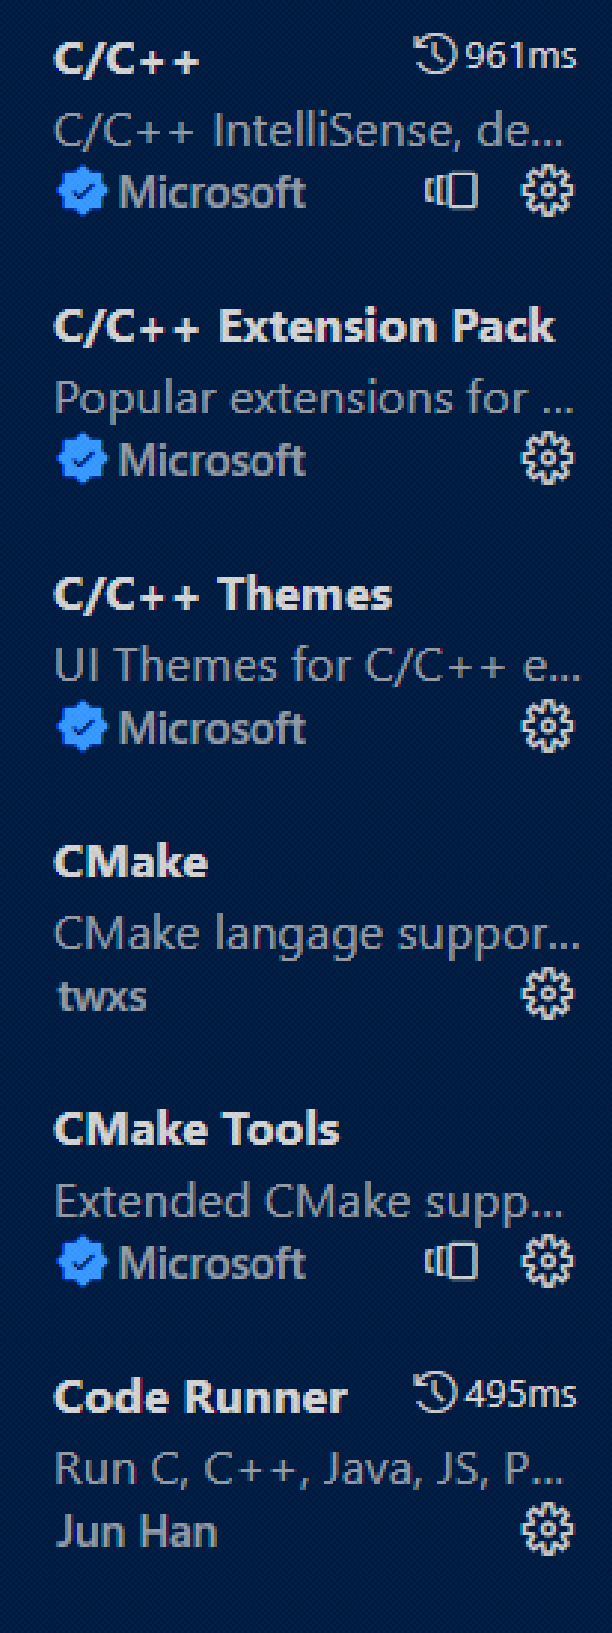 C/C++ 961ms
C/C++ IntelliSense, de...
Microsoft
C/C++ Extension Pack
Popular extensions for ...
Microsoft
C/C++ Themes
UI Themes for C/C++ e...
Microsoft
CMake
CMake langage suppor...
twxs
CMake Tools
Extended CMake supp...
Microsoft
Code Runner 495ms
Run C, C++, Java, JS, P...
Jun Han